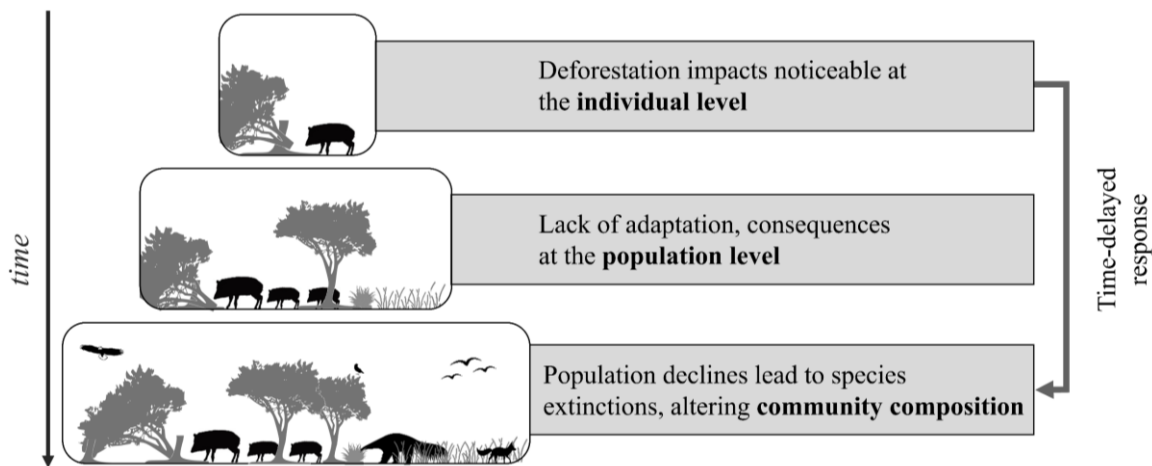 time
Deforestation impacts noticeable at
the individual level
Lack of adaptation, consequences
at the population level
Population declines lead to species
extinctions, altering community composition
Time-delayed
response